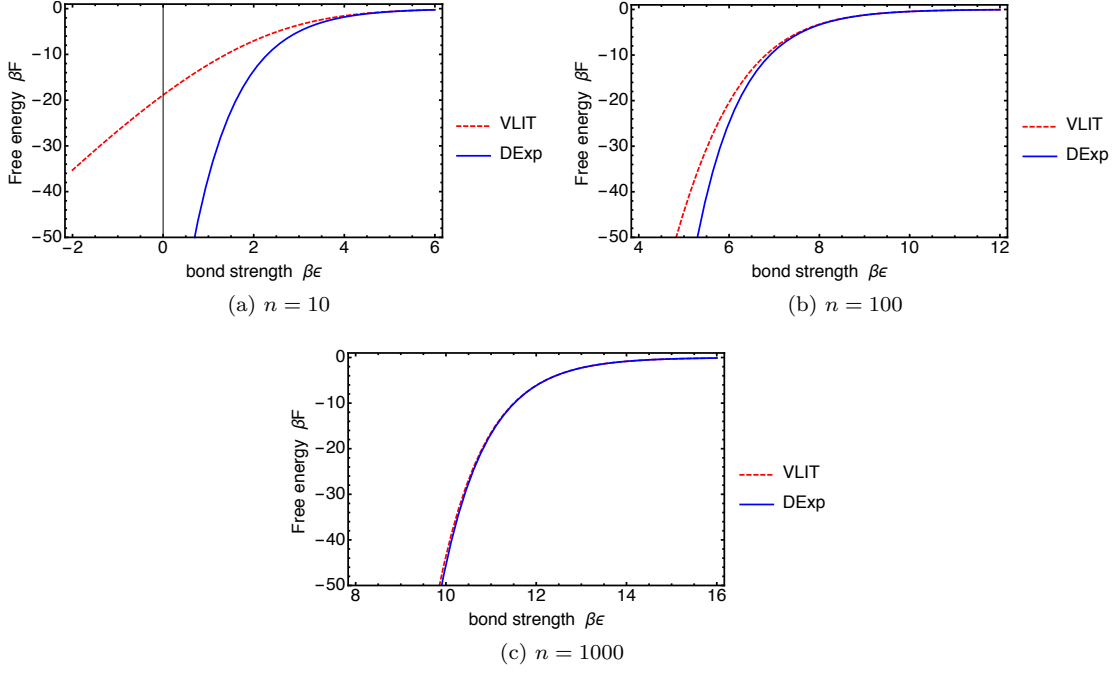 0
−10
−20
−30
−40
−50
Free energy βF
−2 0 2 4 6
bond strength βϵ
VLIT
DExp
(a) n = 10
0
−10
−20
−30
−40
−50
Free energy βF
4 6 8 10 12
bond strength βϵ
VLIT
DExp
(b) n = 100
0
−10
−20
−30
−40
−50
Free energy βF
8 10 12 14 16
bond strength βϵ
VLIT
DExp
(c) n = 1000